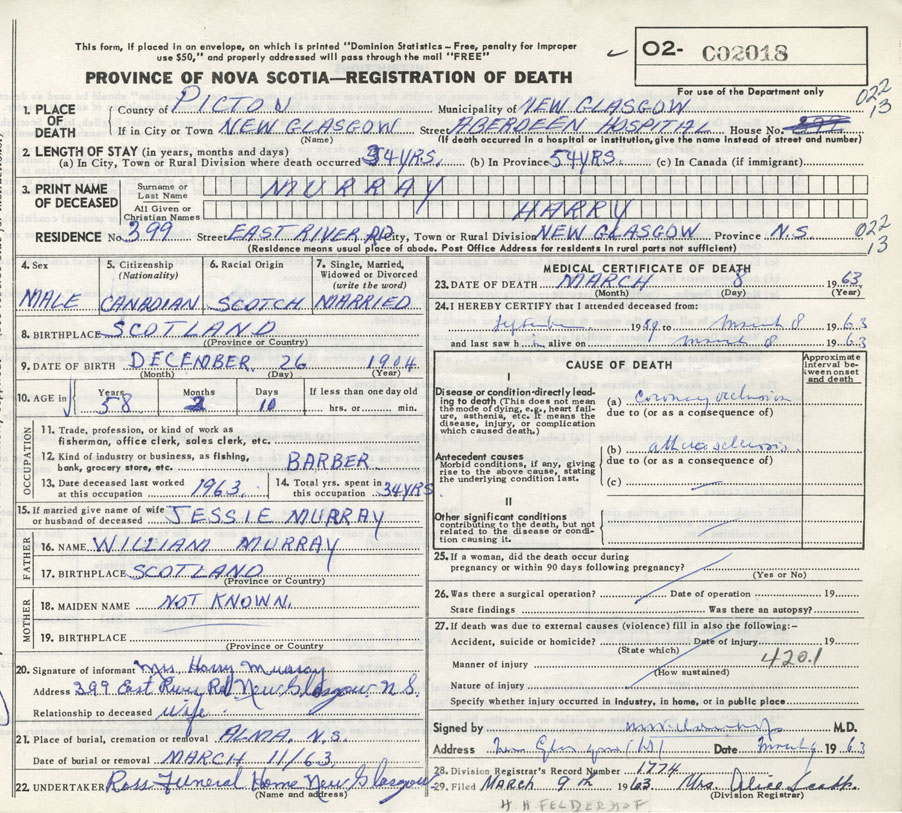 This form, if placed in an envelope, on which is printed "Dominion Statistics—Free, penalty for improper
use $50," and properly addressed will pass through the mail "FREE"
O2- C02018
For use of the Department only
PROVINCE OF NOVA SCOTIA—REGISTRATION OF DEATH
022
13
1. PLACE OF DEATH
County of PICTON Municipality of NEW GLASGOW
If in City or Town NEW GLASGOW Street ABERDEEN HOSPITAL House No. 399
(Name) (If death occurred in a hospital or institution, give the name instead of street and number)
2. LENGTH OF STAY (in years, months and days)
(a) In City, Town or Rural Division where death occurred 34 YRS. (b) In Province 54 YRS. (c) In Canada (if immigrant)
3. PRINT NAME OF DECEASED
Surname or Last Name MURRAY
All Given or Christian Names HARRY
022
13
RESIDENCE No. 399 Street EAST RIVER RD. City, Town or Rural Division NEW GLASGOW Province N.S.
(Residence means usual place of abode. Post Office Address for residence in rural parts not sufficient)
4. Sex MALE
5. Citizenship (Nationality) CANADIAN
6. Racial Origin SCOTCH
7. Single, Married, Widowed or Divorced (write the word) MARRIED
8. BIRTHPLACE SCOTLAND
(Province or Country)
9. DATE OF BIRTH DECEMBER 26 1904
(Month) (Day) (Year)
10. AGE in Years 58 Months 2 Days 10 If less than one day old
hrs. or min.
OCCUPATION
11. Trade, profession, or kind of work as
fisherman, office clerk, sales clerk, etc.
12. Kind of industry or business, as fishing,
bank, grocery store, etc. BARBER
13. Date deceased last worked
at this occupation 1963
14. Total yrs. spent in
this occupation 34 YRS
15. If married give name of wife
or husband of deceased JESSIE MURRAY
FATHER
16. NAME WILLIAM MURRAY
17. BIRTHPLACE SCOTLAND
(Province or Country)
MOTHER
18. MAIDEN NAME NOT KNOWN.
19. BIRTHPLACE
(Province or Country)
20. Signature of informant Mrs Harry Murray
Address 399 East River Rd New Glasgow N.S.
Relationship to deceased wife.
21. Place of burial, cremation or removal ALMA, N.S.
Date of burial or removal MARCH 11/63
22. UNDERTAKER Ross Funeral Home New Glasgow
(Name and address)
MEDICAL CERTIFICATE OF DEATH
23. DATE OF DEATH MARCH 8 1963
(Month) (Day) (Year)
24. I HEREBY CERTIFY that I attended deceased from:
September 19 to March 8 1963
and last saw h im alive on March 8 1963
CAUSE OF DEATH
Approximate interval between onset and death
I
Disease or condition directly leading to death (This does not mean the mode of dying, e.g., heart failure, asthenia, etc. It means the disease, injury, or complication which caused death.)
(a) coronary occlusion
due to (or as a consequence of)
Antecedent causes
Morbid conditions, if any, giving rise to the above cause, stating the underlying condition last.
(b)
due to (or as a consequence of)
(c)
II
Other significant conditions
contributing to the death, but not related to the disease or condition causing it.
25. If a woman, did the death occur during
pregnancy or within 90 days following pregnancy?
(Yes or No)
26. Was there a surgical operation? Date of operation 19
State findings Was there an autopsy?
27. If death was due to external causes (violence) fill in also the following:-
Accident, suicide or homicide? Date of injury 19
(State which)
420.1
Manner of injury
(How sustained)
Nature of injury
Specify whether injury occurred in industry, in home, or in public place
Signed by M.D.
Address Date March 9 1963
28. Division Registrar's Record Number 1774
29. Filed MARCH 9th 1963 Mrs. Alice
(Division Registrar)
H. H FELDERHOF